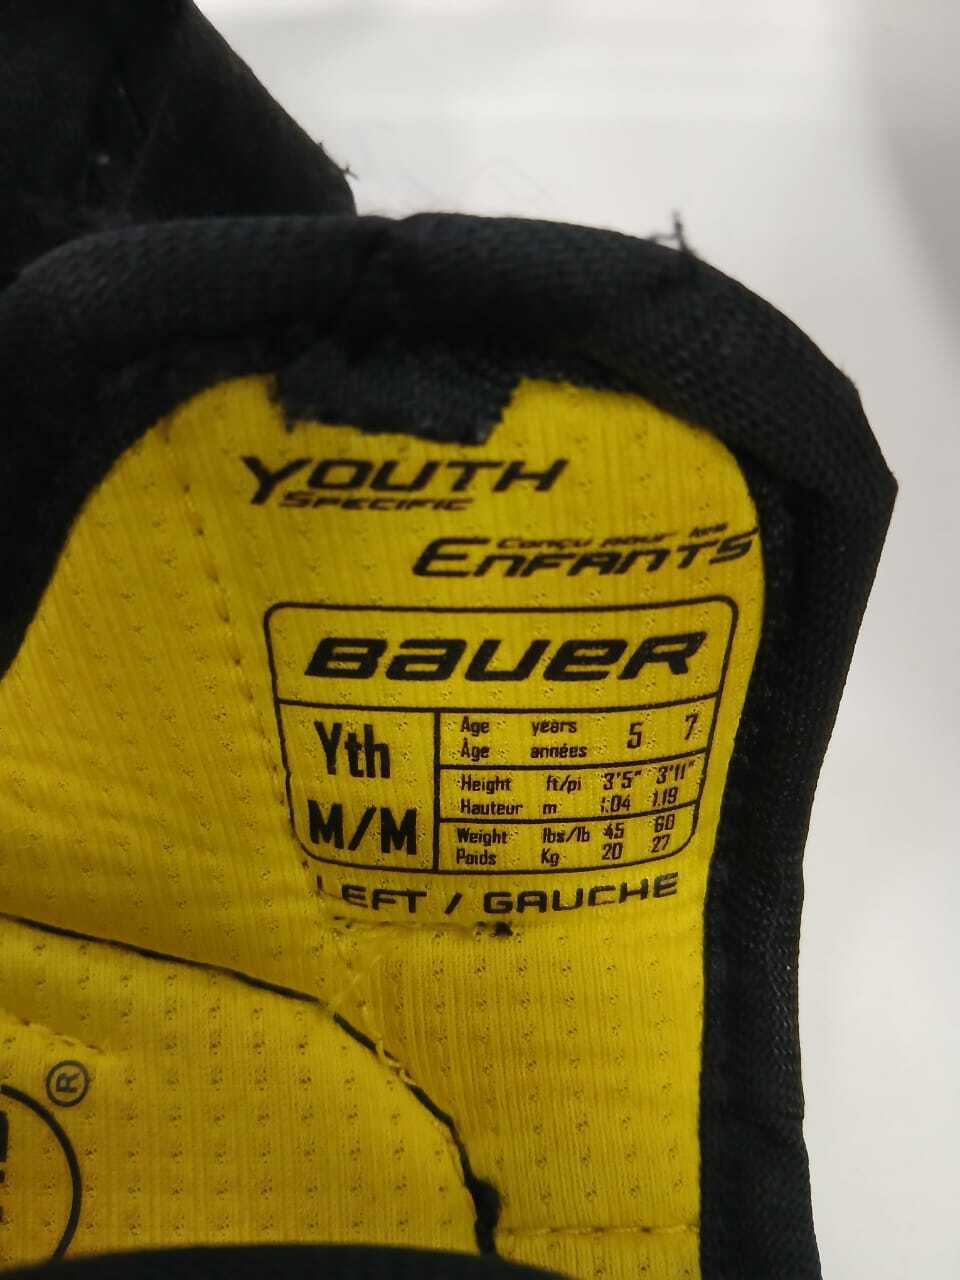 YOUTH
SPECIFIC
Conçu pour les
ENFANTS
BAUER
Yth
M/M
Age years 5 7
Âge années
Height ft/pi 3'5" 3'11"
Hauteur m 1.04 1.19
Weight lbs/lb 45 60
Poids Kg 20 27
LEFT / GAUCHE
®